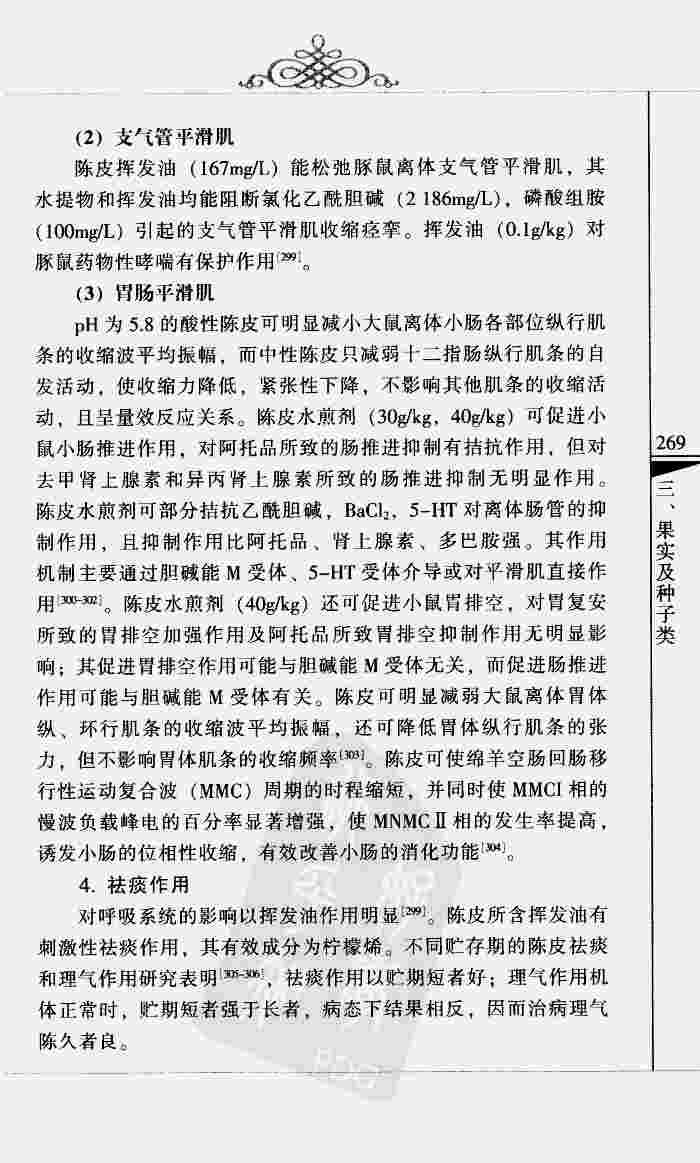 (2) 支气管平滑肌
陈皮挥发油 (167mg/L) 能松弛豚鼠离体支气管平滑肌，其
水提物和挥发油均能阻断氯化乙酰胆碱 (2 186mg/L)，磷酸组胺
(100mg/L) 引起的支气管平滑肌收缩痉挛。挥发油 (0.1g/kg) 对
豚鼠药物性哮喘有保护作用[299]。
(3) 胃肠平滑肌
pH 为 5.8 的酸性陈皮可明显减小大鼠离体小肠各部位纵行肌
条的收缩波平均振幅，而中性陈皮只减弱十二指肠纵行肌条的自
发活动，使收缩力降低，紧张性下降，不影响其他肌条的收缩活
动，且呈量效反应关系。陈皮水煎剂 (30g/kg，40g/kg) 可促进小
鼠小肠推进作用，对阿托品所致的肠推进抑制有拮抗作用，但对
去甲肾上腺素和异丙肾上腺素所致的肠推进抑制无明显作用。
陈皮水煎剂可部分拮抗乙酰胆碱，BaCl₂，5-HT 对离体肠管的抑
制作用，且抑制作用比阿托品、肾上腺素、多巴胺强。其作用
机制主要通过胆碱能 M 受体、5-HT 受体介导或对平滑肌直接作
用[300-302]。陈皮水煎剂 (40g/kg) 还可促进小鼠胃排空，对胃复安
所致的胃排空加强作用及阿托品所致胃排空抑制作用无明显影
响；其促进胃排空作用可能与胆碱能 M 受体无关，而促进肠推进
作用可能与胆碱能 M 受体有关。陈皮可明显减弱大鼠离体胃体
纵、环行肌条的收缩波平均振幅，还可降低胃体纵行肌条的张
力，但不影响胃体肌条的收缩频率[303]。陈皮可使绵羊空肠回肠移
行性运动复合波 (MMC) 周期的时程缩短，并同时使 MMCI 相的
慢波负载峰电的百分率显著增强，使 MNMCⅡ相的发生率提高，
诱发小肠的位相性收缩，有效改善小肠的消化功能[304]。
4. 祛痰作用
对呼吸系统的影响以挥发油作用明显[299]。陈皮所含挥发油有
刺激性祛痰作用，其有效成分为柠檬烯。不同贮存期的陈皮祛痰
和理气作用研究表明[305-306]，祛痰作用以贮期短者好；理气作用机
体正常时，贮期短者强于长者，病态下结果相反，因而治病理气
陈久者良。
269
三、果实及种子类